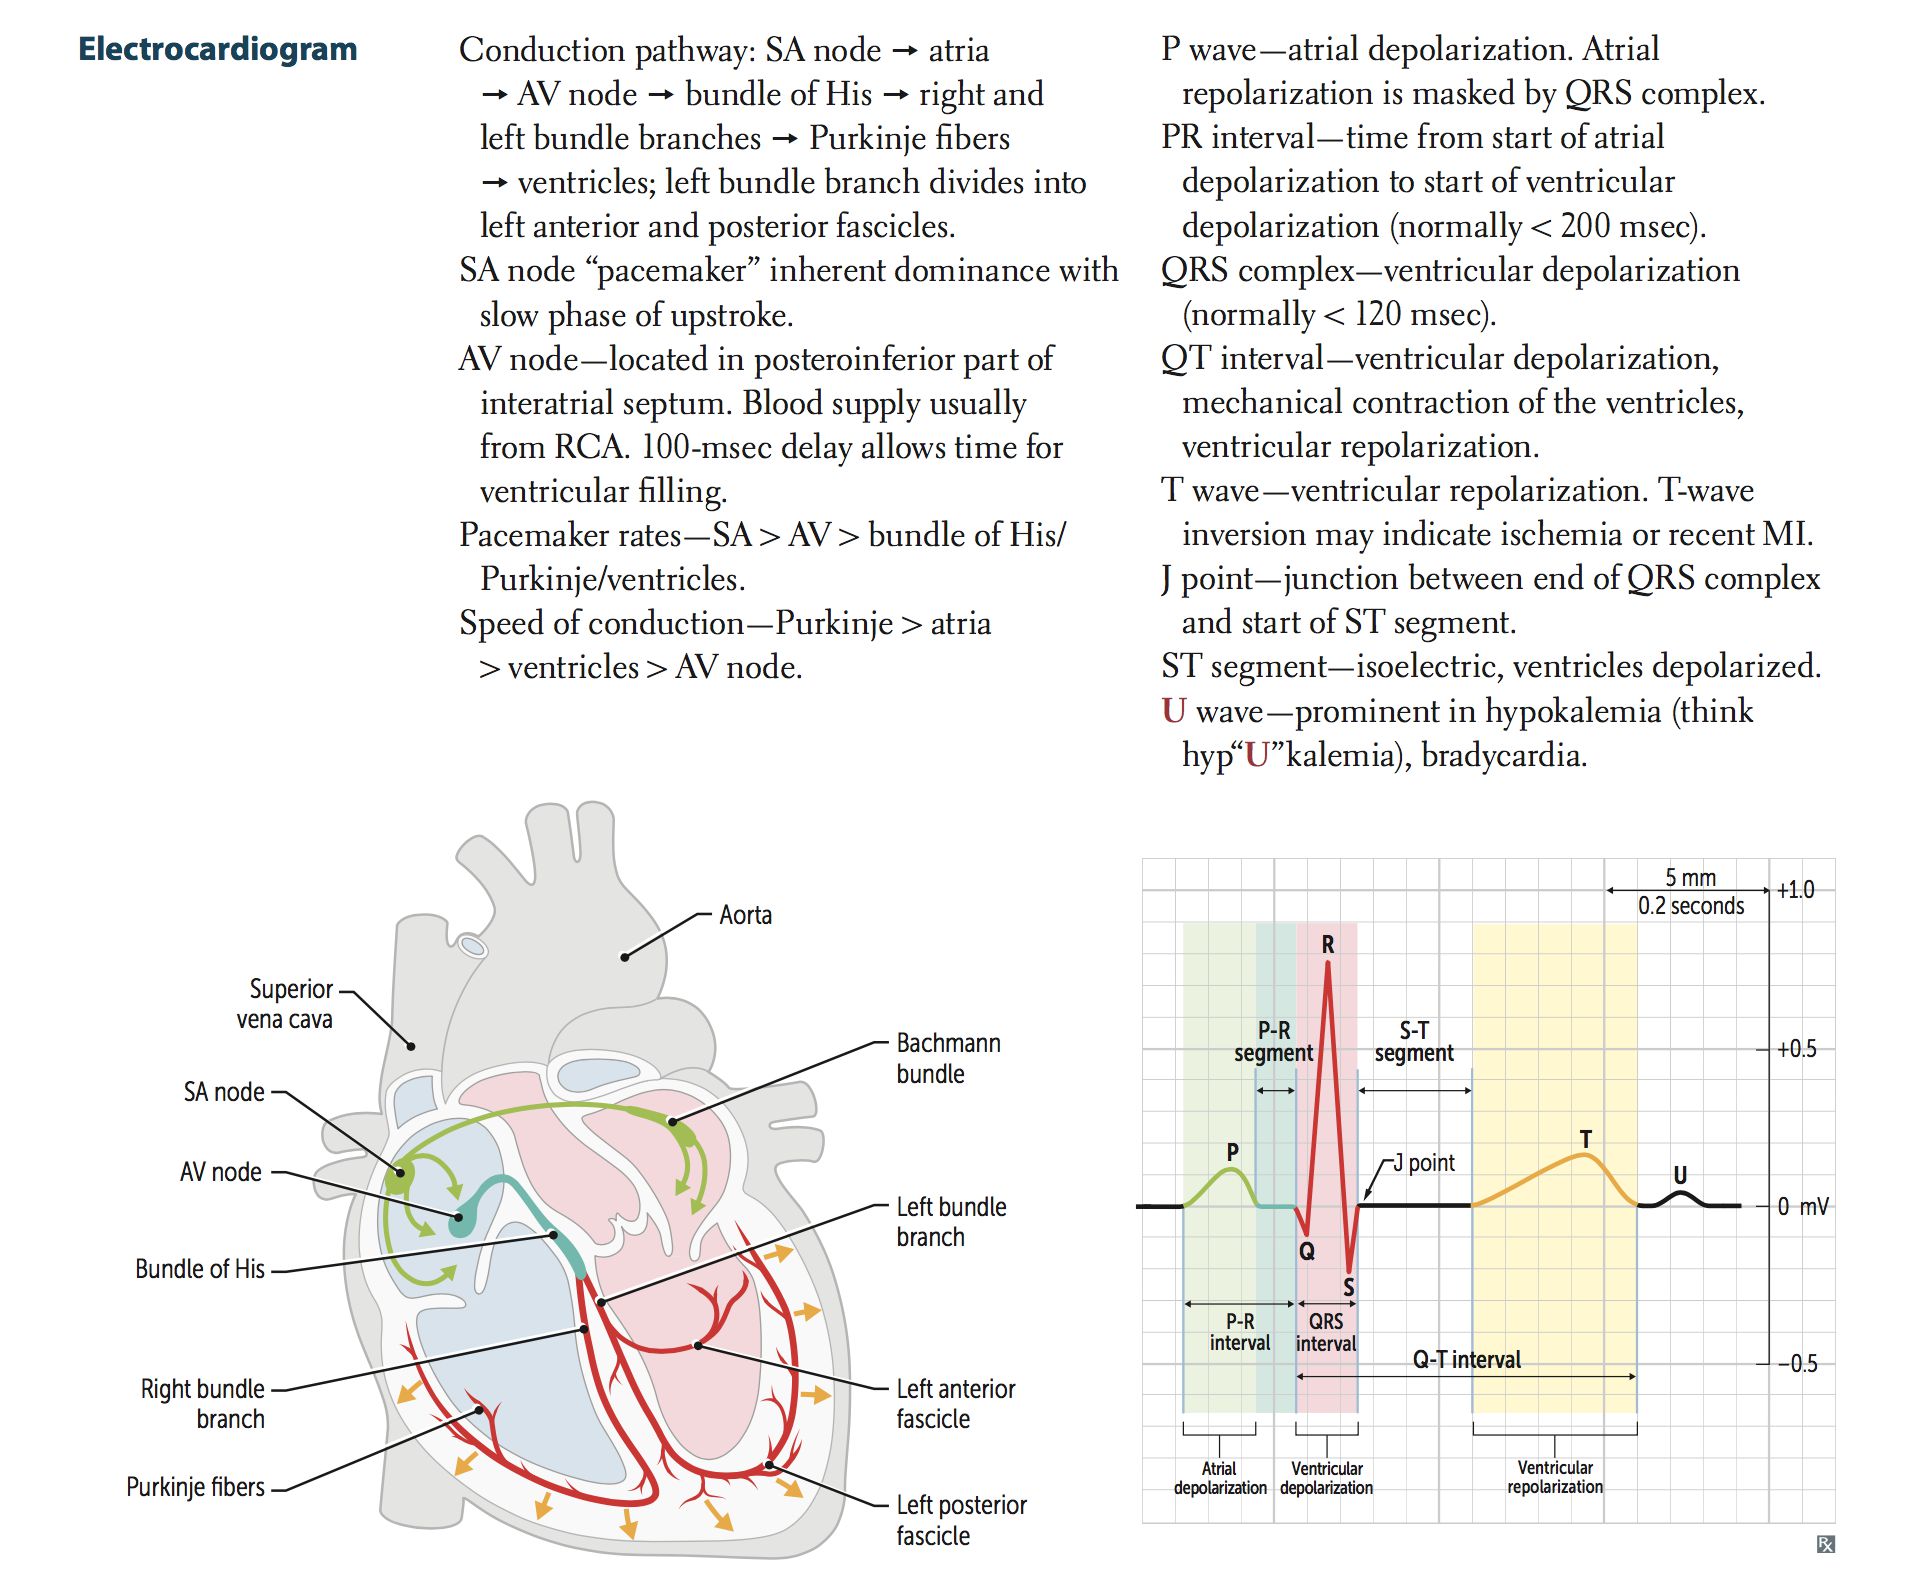 Electrocardiogram
Conduction pathway: SA node → atria
→ AV node → bundle of His → right and
left bundle branches → Purkinje fibers
→ ventricles; left bundle branch divides into
left anterior and posterior fascicles.
SA node “pacemaker” inherent dominance with
slow phase of upstroke.
AV node—located in posteroinferior part of
interatrial septum. Blood supply usually
from RCA. 100-msec delay allows time for
ventricular filling.
Pacemaker rates—SA > AV > bundle of His/
Purkinje/ventricles.
Speed of conduction—Purkinje > atria
> ventricles > AV node.
P wave—atrial depolarization. Atrial
repolarization is masked by QRS complex.
PR interval—time from start of atrial
depolarization to start of ventricular
depolarization (normally < 200 msec).
QRS complex—ventricular depolarization
(normally < 120 msec).
QT interval—ventricular depolarization,
mechanical contraction of the ventricles,
ventricular repolarization.
T wave—ventricular repolarization. T-wave
inversion may indicate ischemia or recent MI.
J point—junction between end of QRS complex
and start of ST segment.
ST segment—isoelectric, ventricles depolarized.
U wave—prominent in hypokalemia (think
hyp“U”kalemia), bradycardia.
Aorta
Superior
vena cava
SA node
AV node
Bundle of His
Right bundle
branch
Purkinje fibers
Bachmann
bundle
Left bundle
branch
Left anterior
fascicle
Left posterior
fascicle
5 mm
0.2 seconds
+1.0
R
P-R
segment
S-T
segment
+0.5
P
J point
T
U
0 mV
Q
S
P-R
interval
QRS
interval
Q-T interval
−0.5
Atrial
depolarization
Ventricular
depolarization
Ventricular
repolarization
Rx